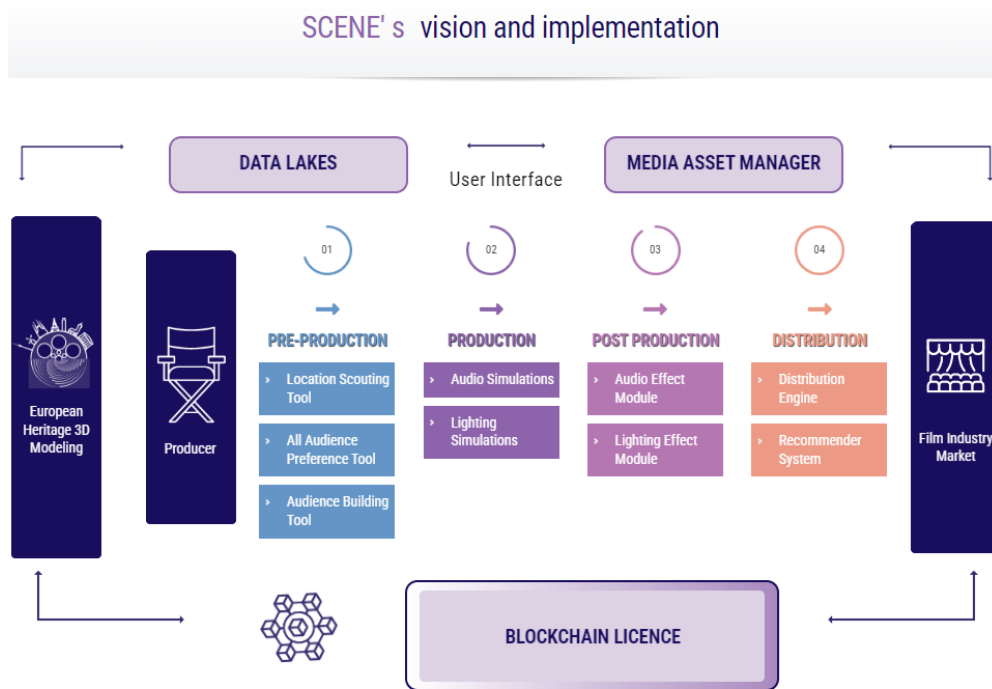 SCENE' s vision and implementation
DATA LAKES
User Interface
MEDIA ASSET MANAGER
European
Heritage 3D
Modeling
Producer
01
PRE-PRODUCTION
› Location Scouting
Tool
› All Audience
Preference Tool
› Audience Building
Tool
02
PRODUCTION
› Audio Simulations
› Lighting
Simulations
03
POST PRODUCTION
› Audio Effect
Module
› Lighting Effect
Module
04
DISTRIBUTION
› Distribution
Engine
› Recommender
System
Film Industry
Market
BLOCKCHAIN LICENCE